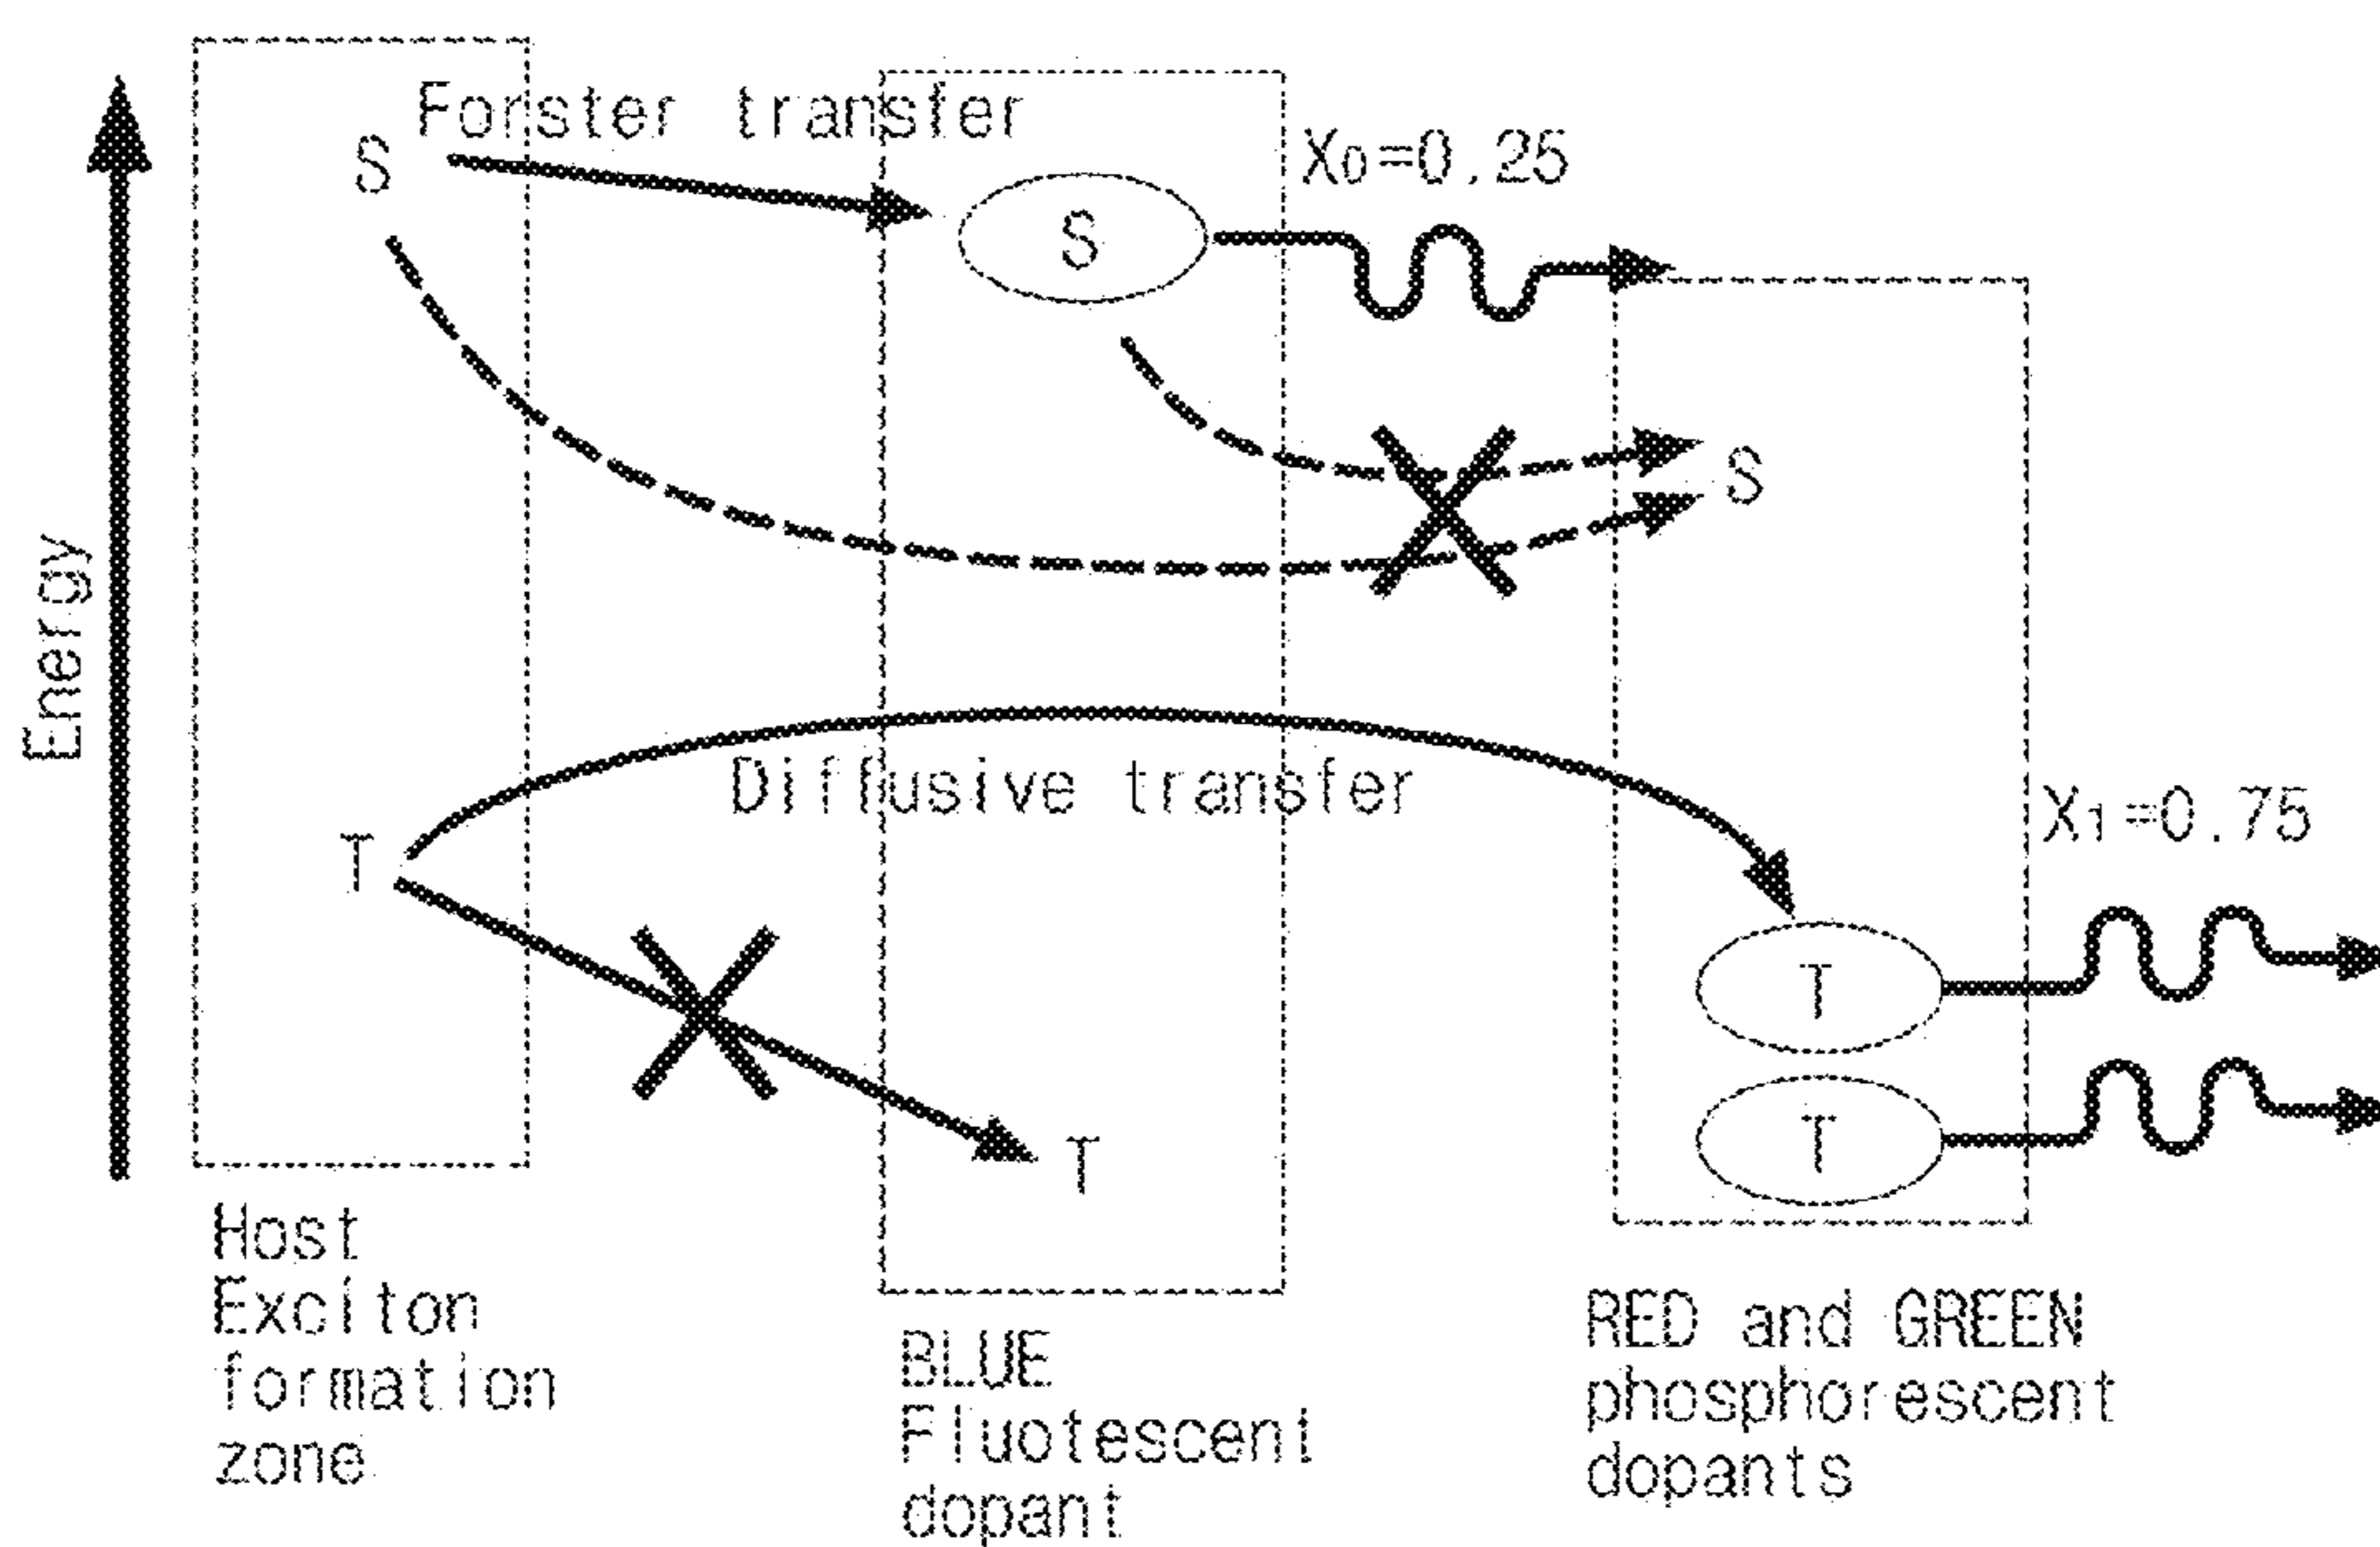 Forster transfer
S
S
X0=0.25
S
Energy
Diffusive transfer
T
X1=0.75
T
T
T
Host
Exciton
formation
zone
BLUE
Fluotescent
dopant
RED and GREEN
phosphorescent
dopants